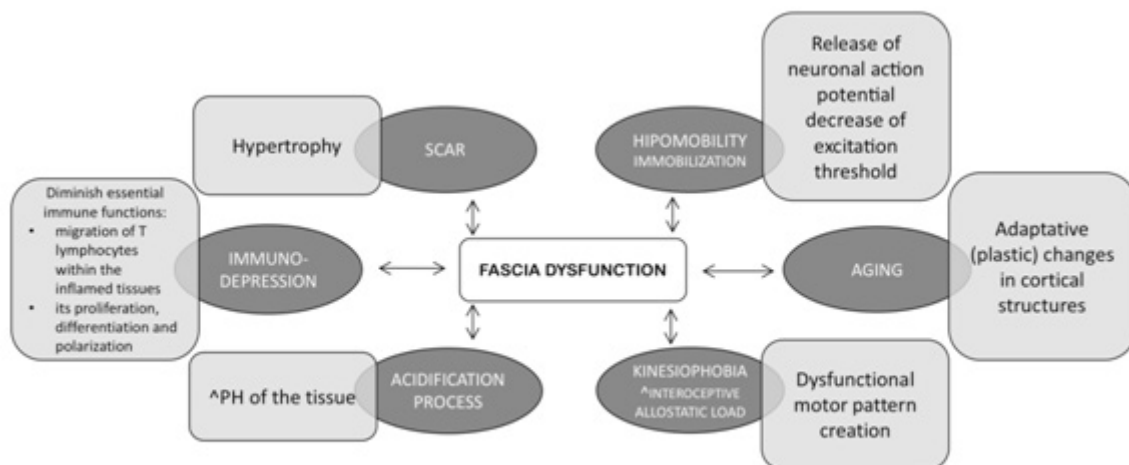 Hypertrophy
SCAR
HIPOMOBILITY
IMMOBILIZATION
Release of
neuronal action
potential
decrease of
excitation
threshold
Diminish essential
immune functions:
• migration of T
lymphocytes
within the
inflamed tissues
• its proliferation,
differentiation and
polarization
IMMUNO-
DEPRESSION
FASCIA DYSFUNCTION
AGING
Adaptative
(plastic) changes
in cortical
structures
^PH of the tissue
ACIDIFICATION
PROCESS
KINESIOPHOBIA
^INTEROCEPTIVE
ALLOSTATIC LOAD
Dysfunctional
motor pattern
creation